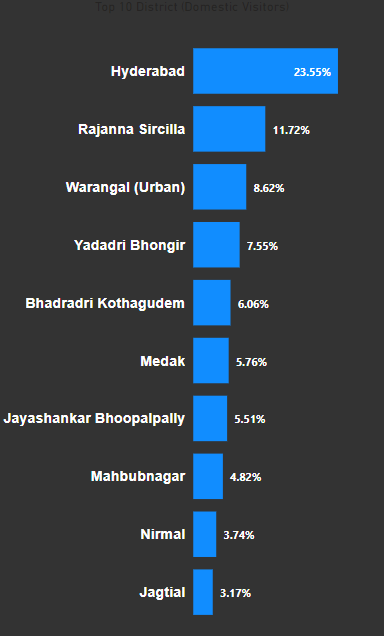 Top 10 District (Domestic Visitors)
Hyderabad 23.55%
Rajanna Sircilla 11.72%
Warangal (Urban) 8.62%
Yadadri Bhongir 7.55%
Bhadradri Kothagudem 6.06%
Medak 5.76%
Jayashankar Bhoopalpally 5.51%
Mahbubnagar 4.82%
Nirmal 3.74%
Jagtial 3.17%